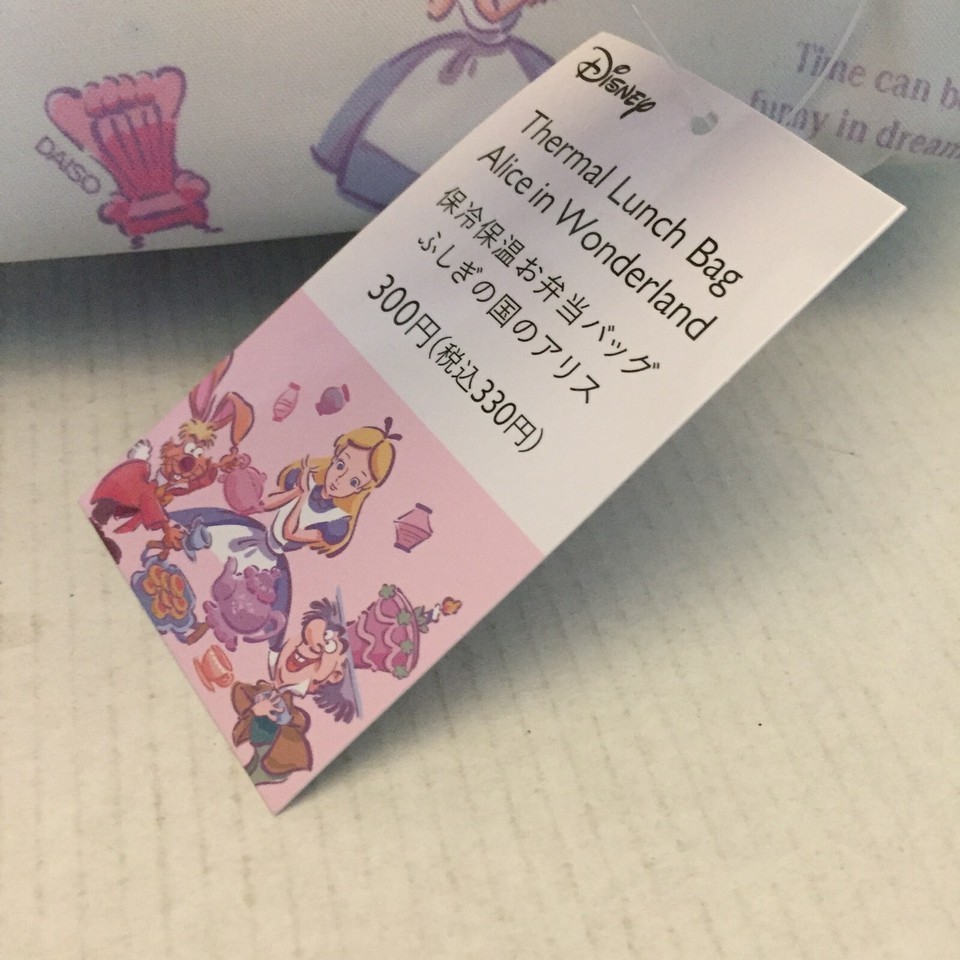 DISNEY
Thermal Lunch Bag
Alice in Wonderland
保冷保温お弁当バッグ
ふしぎの国のアリス
300円(税込330円)
DAISO
Time can
funny in